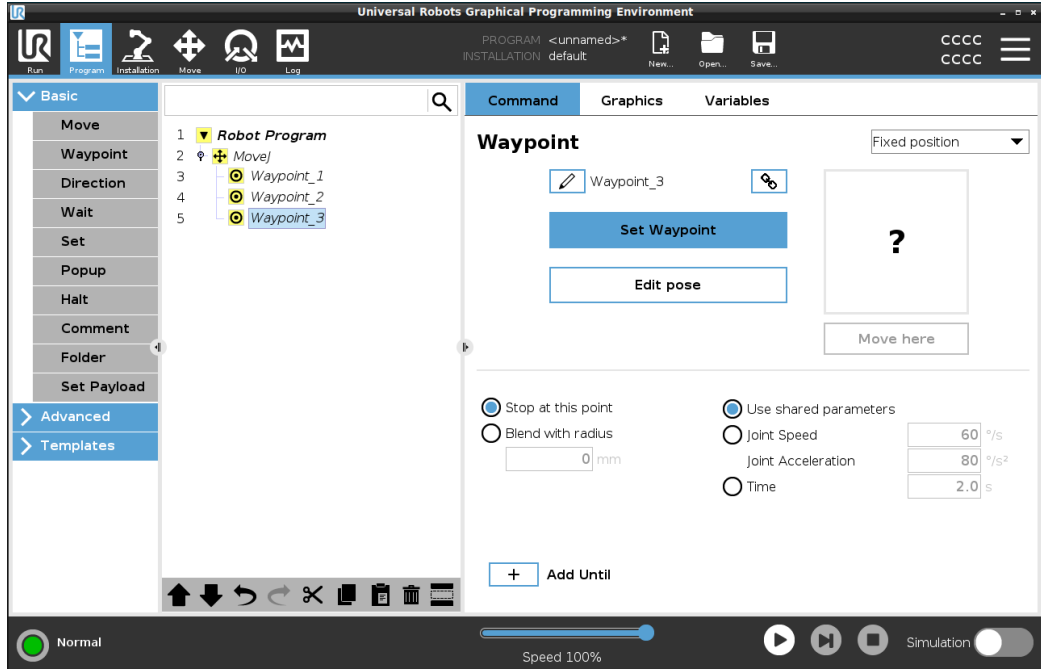 Universal Robots Graphical Programming Environment
UR
Run
Program
Installation
Move
I/O
Log
PROGRAM <unnamed>*
INSTALLATION default
New...
Open...
Save...
CCCC
CCCC
Basic
Move
Waypoint
Direction
Wait
Set
Popup
Halt
Comment
Folder
Set Payload
Advanced
Templates
1 Robot Program
2 MoveJ
3 Waypoint_1
4 Waypoint_2
5 Waypoint_3
Command Graphics Variables
Waypoint
Fixed position
Waypoint_3
Set Waypoint
Edit pose
?
Move here
Stop at this point
Blend with radius
0 mm
Use shared parameters
Joint Speed 60 °/s
Joint Acceleration 80 °/s²
Time 2.0 s
+ Add Until
Normal
Speed 100%
Simulation